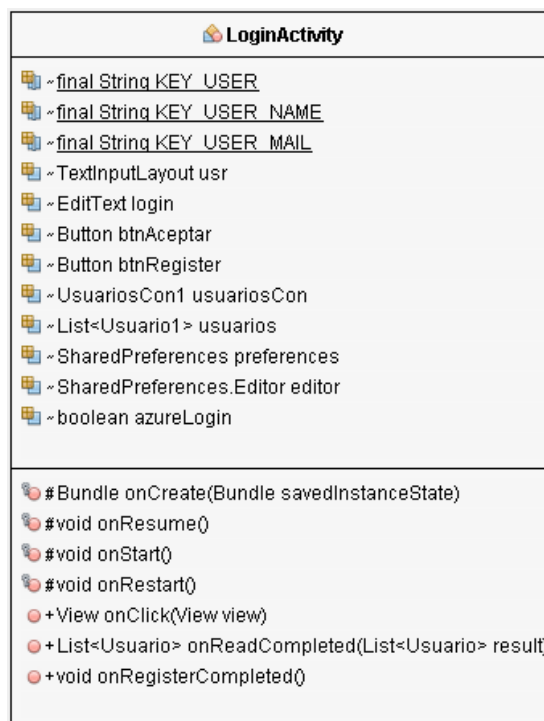 LoginActivity
~final String KEY_USER
~final String KEY_USER_NAME
~final String KEY_USER_MAIL
~TextInputLayout usr
~EditText login
~Button btnAceptar
~Button btnRegister
~UsuariosCon1 usuariosCon
~List<Usuario1> usuarios
~SharedPreferences preferences
~SharedPreferences.Editor editor
~boolean azureLogin
#Bundle onCreate(Bundle savedInstanceState)
#void onResume()
#void onStart()
#void onRestart()
+View onClick(View view)
+List<Usuario> onReadCompleted(List<Usuario> result)
+void onRegisterCompleted()